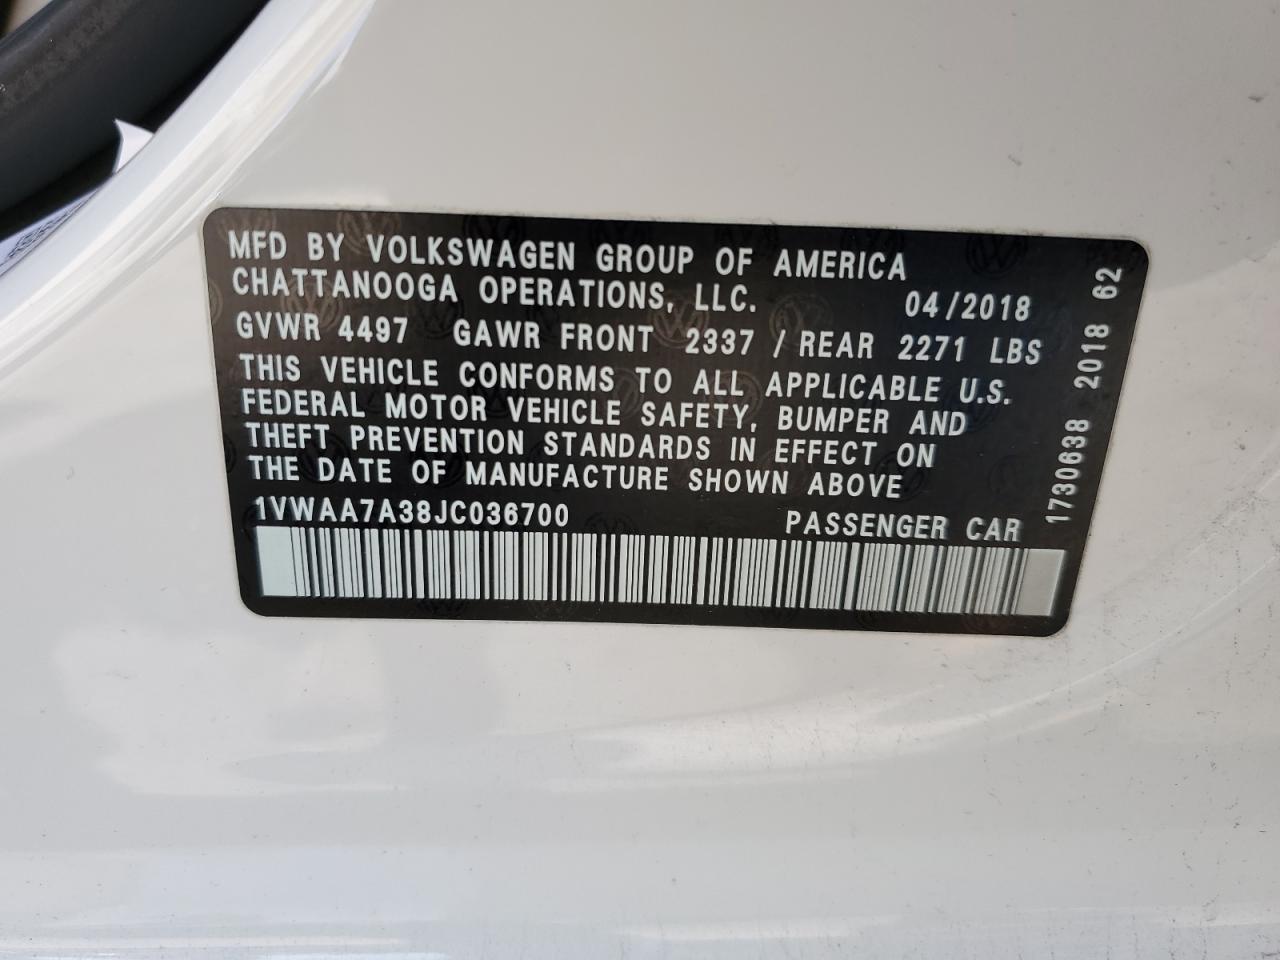 MFD BY VOLKSWAGEN GROUP OF AMERICA
CHATTANOOGA OPERATIONS, LLC. 04/2018
GVWR 4497 GAWR FRONT 2337 / REAR 2271 LBS
THIS VEHICLE CONFORMS TO ALL APPLICABLE U.S.
FEDERAL MOTOR VEHICLE SAFETY, BUMPER AND
THEFT PREVENTION STANDARDS IN EFFECT ON
THE DATE OF MANUFACTURE SHOWN ABOVE
1VWAA7A38JC036700 PASSENGER CAR
1730638 2018 62